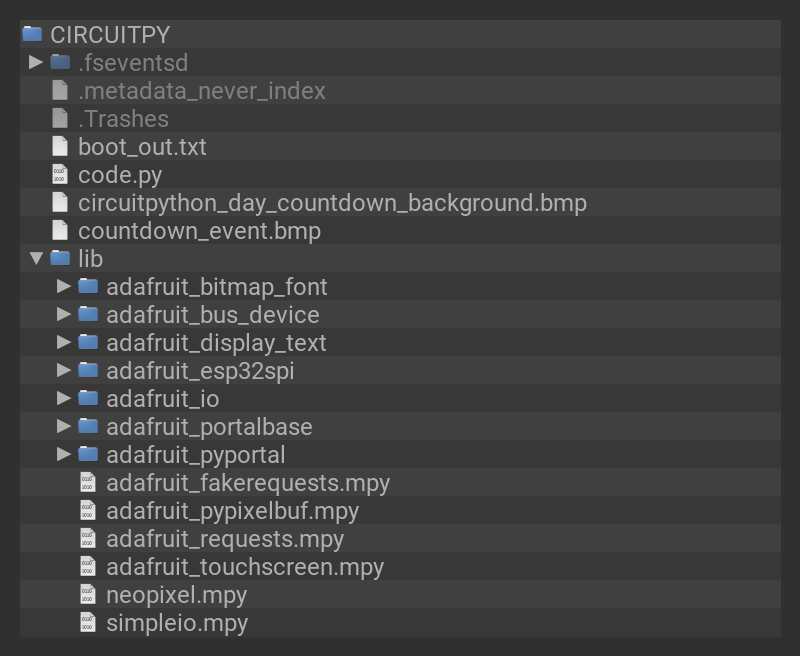 CIRCUITPY
.fseventsd
.metadata_never_index
.Trashes
boot_out.txt
code.py
circuitpython_day_countdown_background.bmp
countdown_event.bmp
lib
adafruit_bitmap_font
adafruit_bus_device
adafruit_display_text
adafruit_esp32spi
adafruit_io
adafruit_portalbase
adafruit_pyportal
adafruit_fakerequests.mpy
adafruit_pypixelbuf.mpy
adafruit_requests.mpy
adafruit_touchscreen.mpy
neopixel.mpy
simpleio.mpy